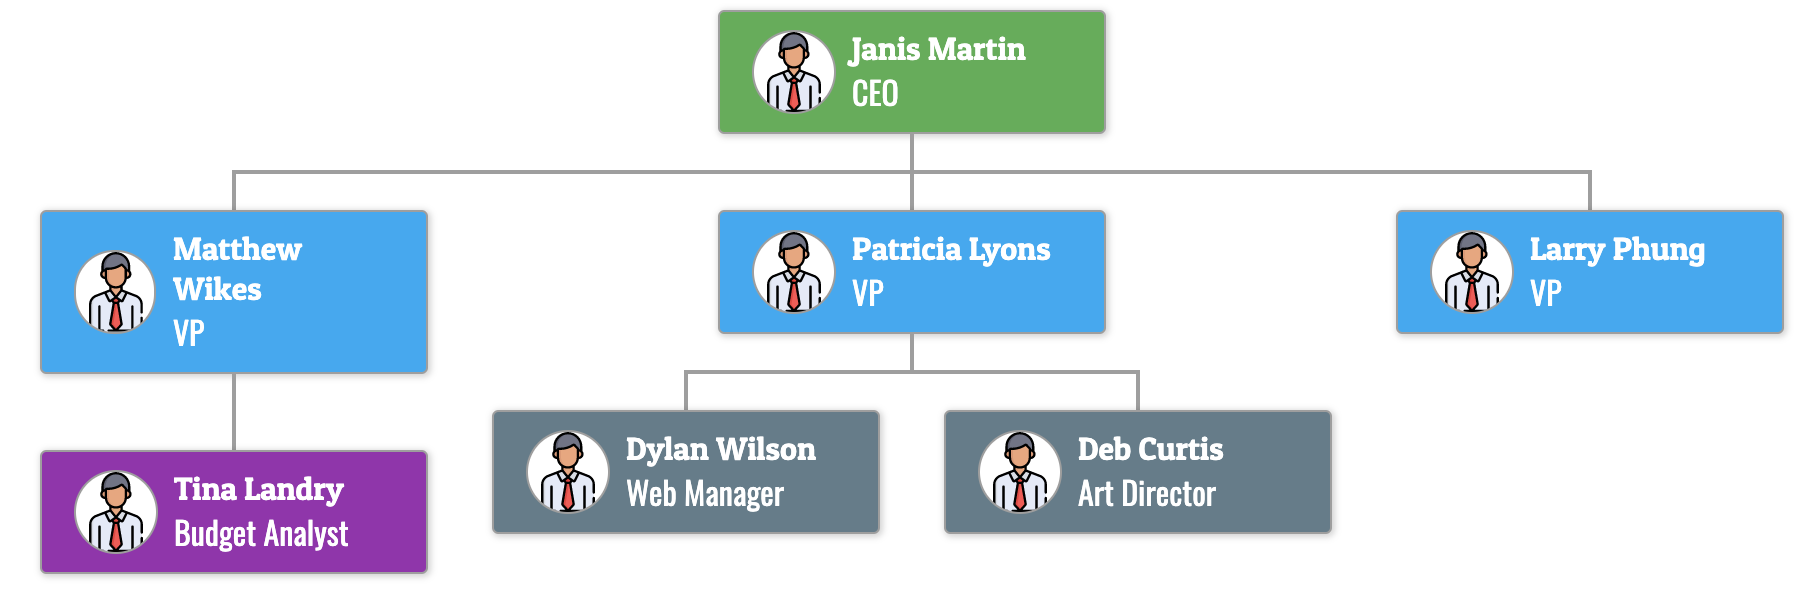 Janis Martin
CEO
Matthew
Wikes
VP
Patricia Lyons
VP
Larry Phung
VP
Tina Landry
Budget Analyst
Dylan Wilson
Web Manager
Deb Curtis
Art Director